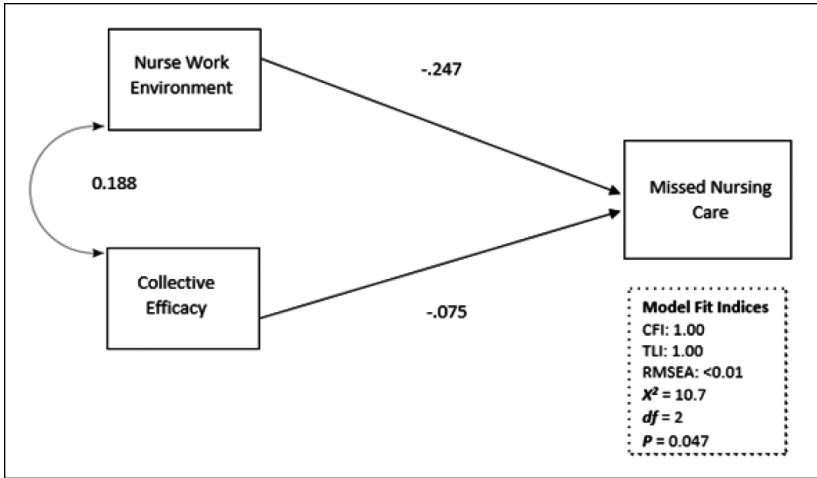 Nurse Work
Environment
-.247
0.188
Missed Nursing
Care
Collective
Efficacy
-.075
Model Fit Indices
CFI: 1.00
TLI: 1.00
RMSEA: <0.01
X² = 10.7
df = 2
P = 0.047